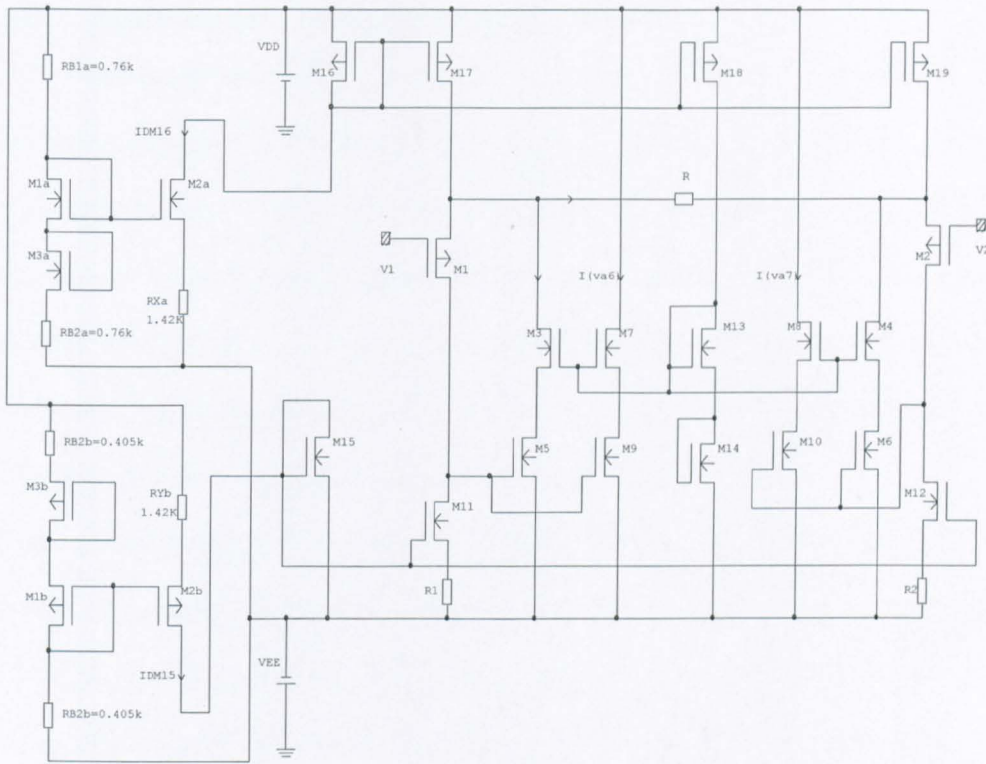 VDD
RB1a=0.76k
M16
M17
M18
M19
IDM16
M1a
M2a
R
M3a
V1
M1
M2
V2
I(va6)
I(va7)
RXa
1.42K
RB2a=0.76k
M3
M7
M13
M8
M4
RB2b=0.405k
M15
M5
M9
M14
M10
M6
M3b
RYb
1.42K
M11
M12
M1b
M2b
R1
R2
VEE
IDM15
RB2b=0.405k